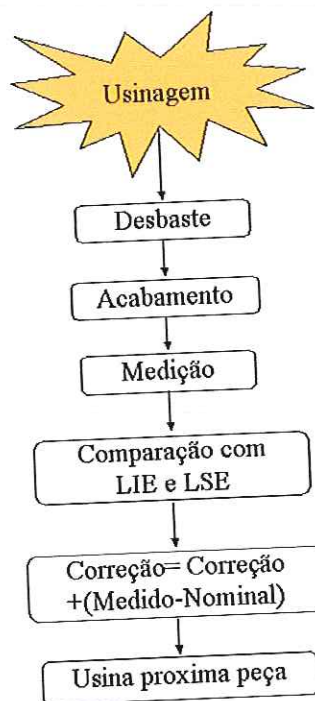 Usinagem
Desbaste
Acabamento
Medição
Comparação com
LIE e LSE
Correção= Correção
+(Medido-Nominal)
Usina proxima peça